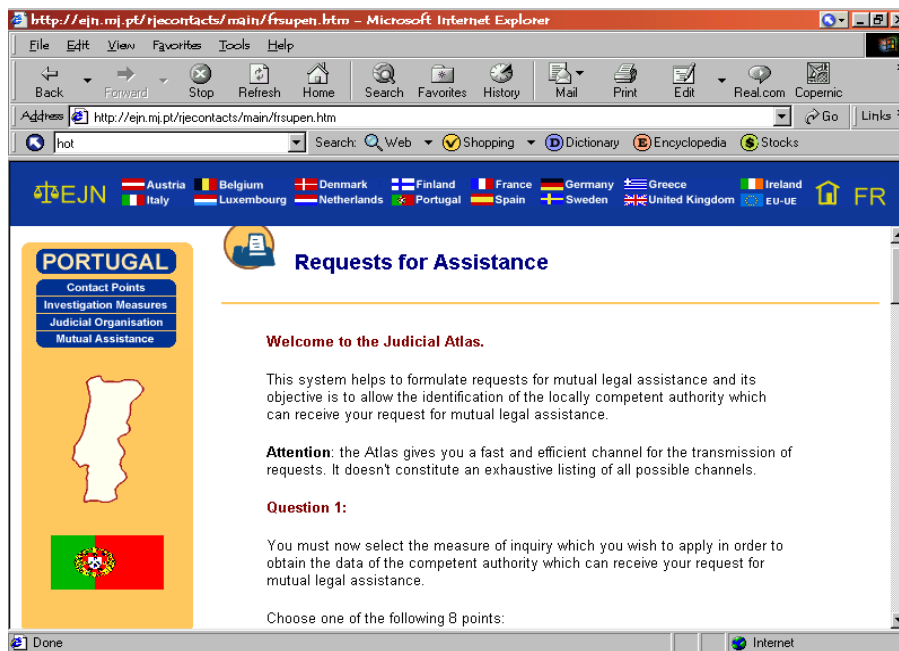 http://ejn.mj.pt/rjecontacts/main/frsupen.htm - Microsoft Internet Explorer
File Edit View Favorites Tools Help
Back Forward Stop Refresh Home Search Favorites History Mail Print Edit Real.com Copernic
Address http://ejn.mj.pt/rjecontacts/main/frsupen.htm Go Links
hot Search: Web Shopping Dictionary Encyclopedia Stocks
EJN Austria Belgium Denmark Finland France Germany Greece Ireland FR
Italy Luxembourg Netherlands Portugal Spain Sweden United Kingdom EU-UE
PORTUGAL
Contact Points
Investigation Measures
Judicial Organisation
Mutual Assistance
Requests for Assistance
Welcome to the Judicial Atlas.
This system helps to formulate requests for mutual legal assistance and its
objective is to allow the identification of the locally competent authority which
can receive your request for mutual legal assistance.
Attention: the Atlas gives you a fast and efficient channel for the transmission of
requests. It doesn't constitute an exhaustive listing of all possible channels.
Question 1:
You must now select the measure of inquiry which you wish to apply in order to
obtain the data of the competent authority which can receive your request for
mutual legal assistance.
Choose one of the following 8 points:
Done Internet